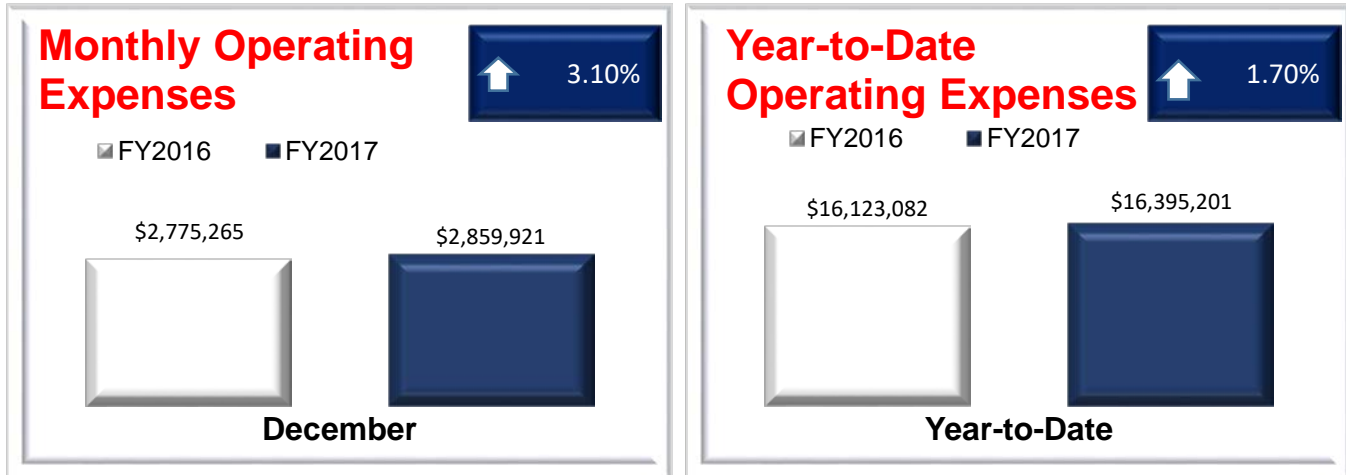 Monthly Operating
Expenses
3.10%
FY2016 FY2017
$2,775,265
$2,859,921
December
Year-to-Date
Operating Expenses
1.70%
FY2016 FY2017
$16,123,082
$16,395,201
Year-to-Date